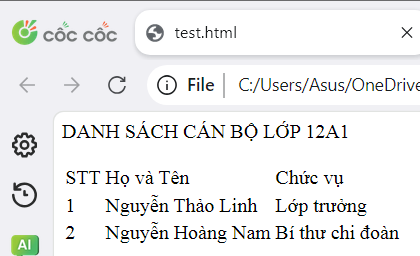 cốc cốc
test.html
File
C:/Users/Asus/OneDrive
DANH SÁCH CÁN BỘ LỚP 12A1
STT Họ và Tên Chức vụ
1 Nguyễn Thảo Linh Lớp trưởng
2 Nguyễn Hoàng Nam Bí thư chi đoàn
AI